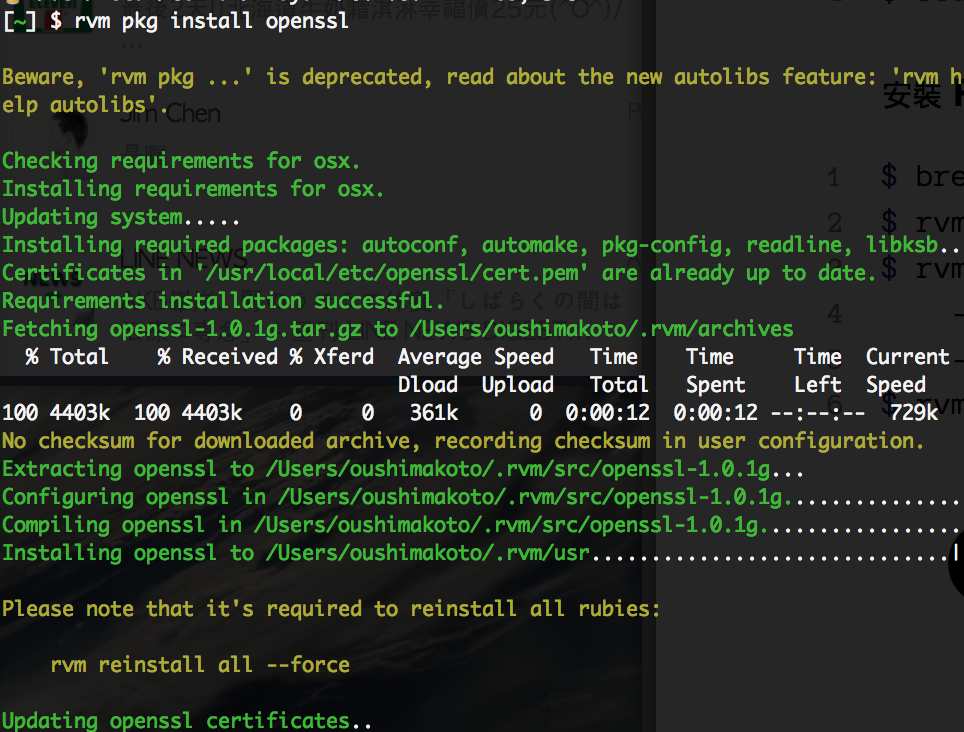 [~] $ rvm pkg install openssl
Beware, 'rvm pkg ...' is deprecated, read about the new autolibs feature: 'rvm h
elp autolibs'.
Jim Chen
安裝
Checking requirements for osx.
Installing requirements for osx.
1 $ bre
Updating system.....
2 $ rvm
Installing required packages: autoconf, automake, pkg-config, readline, libksb..
LINE NEWS
Certificates in '/usr/local/etc/openssl/cert.pem' are already up to date.
$ rvm
NEWS
Requirements installation successful.
「しばらくの間は
4
Fetching openssl-1.0.1g.tar.gz to /Users/oushimakoto/.rvm/archives
% Total % Received % Xferd Average Speed Time Time Time Current
Dload Upload Total Spent Left Speed
100 4403k 100 4403k 0 0 361k 0 0:00:12 0:00:12 --:--:-- 729k
6
No checksum for downloaded archive, recording checksum in user configuration.
Extracting openssl to /Users/oushimakoto/.rvm/src/openssl-1.0.1g...
Configuring openssl in /Users/oushimakoto/.rvm/src/openssl-1.0.1g...............
Compiling openssl in /Users/oushimakoto/.rvm/src/openssl-1.0.1g.................
Installing openssl to /Users/oushimakoto/.rvm/usr..............................|
Please note that it's required to reinstall all rubies:
rvm reinstall all --force
Updating openssl certificates..